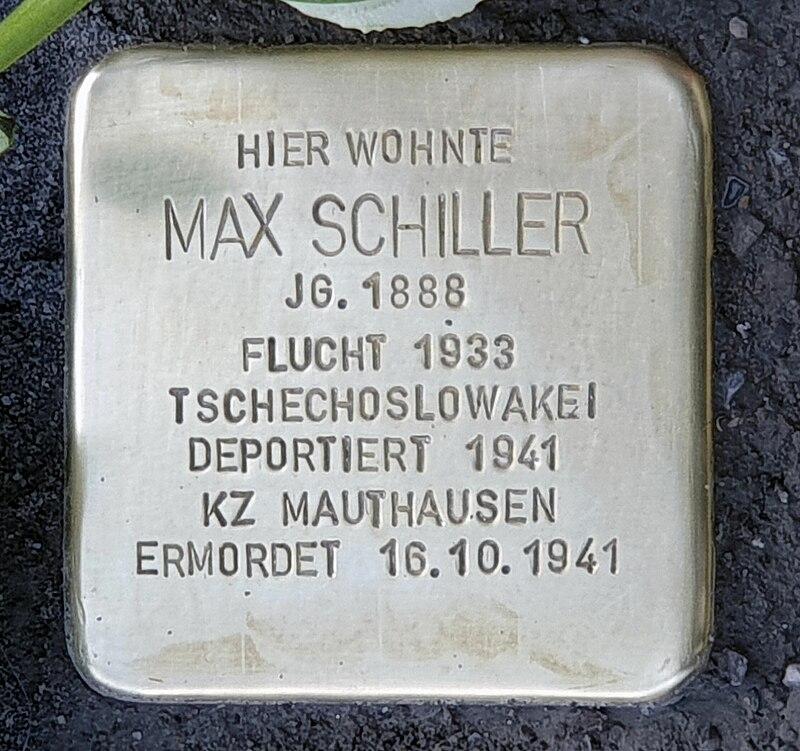 HIER WOHNTE
MAX SCHILLER
JG. 1888
FLUCHT 1933
TSCHECHOSLOWAKEI
DEPORTIERT 1941
KZ MAUTHAUSEN
ERMORDET 16.10.1941